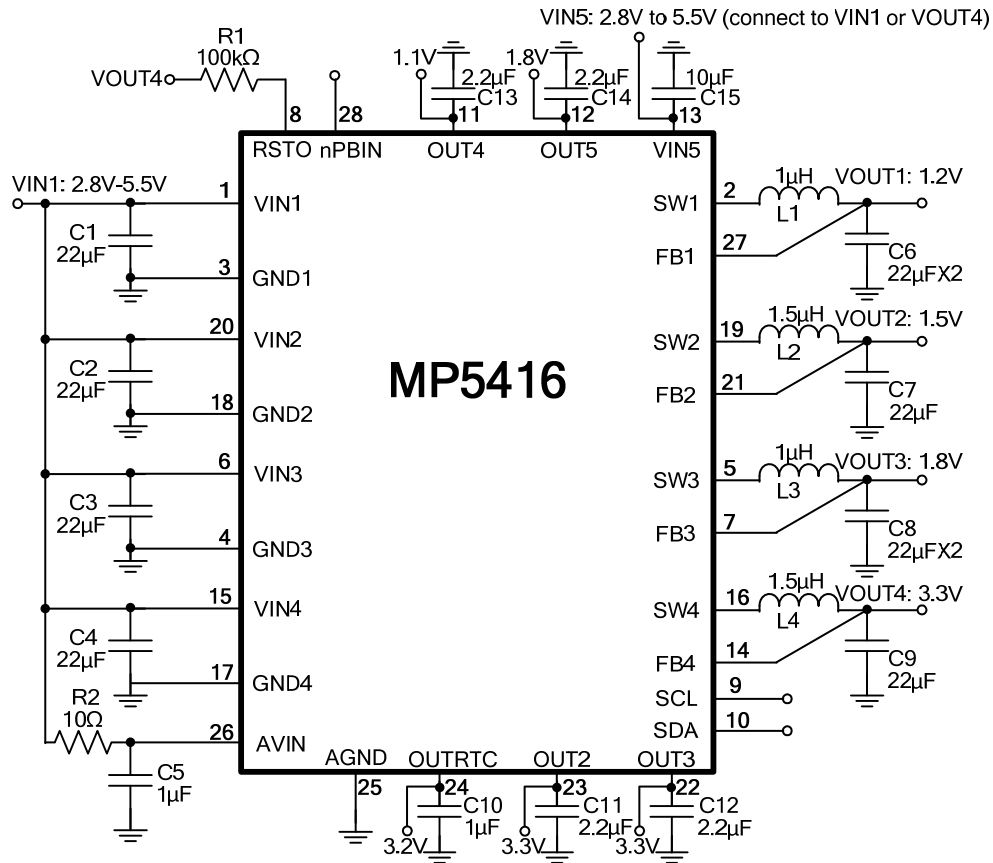 VIN5: 2.8V to 5.5V (connect to VIN1 or VOUT4)
R1
100kΩ
VOUT4
8
28
1.1V
2.2µF
C13
11
1.8V
2.2µF
C14
12
10µF
C15
13
RSTO
nPBIN
OUT4
OUT5
VIN5
VIN1: 2.8V-5.5V
1
VIN1
C1
22µF
3
GND1
20
VIN2
C2
22µF
18
GND2
6
VIN3
C3
22µF
4
GND3
15
VIN4
C4
22µF
17
GND4
R2
10Ω
26
AVIN
C5
1µF
MP5416
SW1
2
1µH
L1
VOUT1: 1.2V
FB1
27
C6
22µFX2
SW2
19
1.5µH
L2
VOUT2: 1.5V
FB2
21
C7
22µF
SW3
5
1µH
L3
VOUT3: 1.8V
FB3
7
C8
22µFX2
SW4
16
1.5µH
L4
VOUT4: 3.3V
FB4
14
C9
22µF
SCL
9
SDA
10
AGND
25
OUTRTC
24
C10
1µF
3.2V
OUT2
23
C11
2.2µF
3.3V
OUT3
22
C12
2.2µF
3.3V